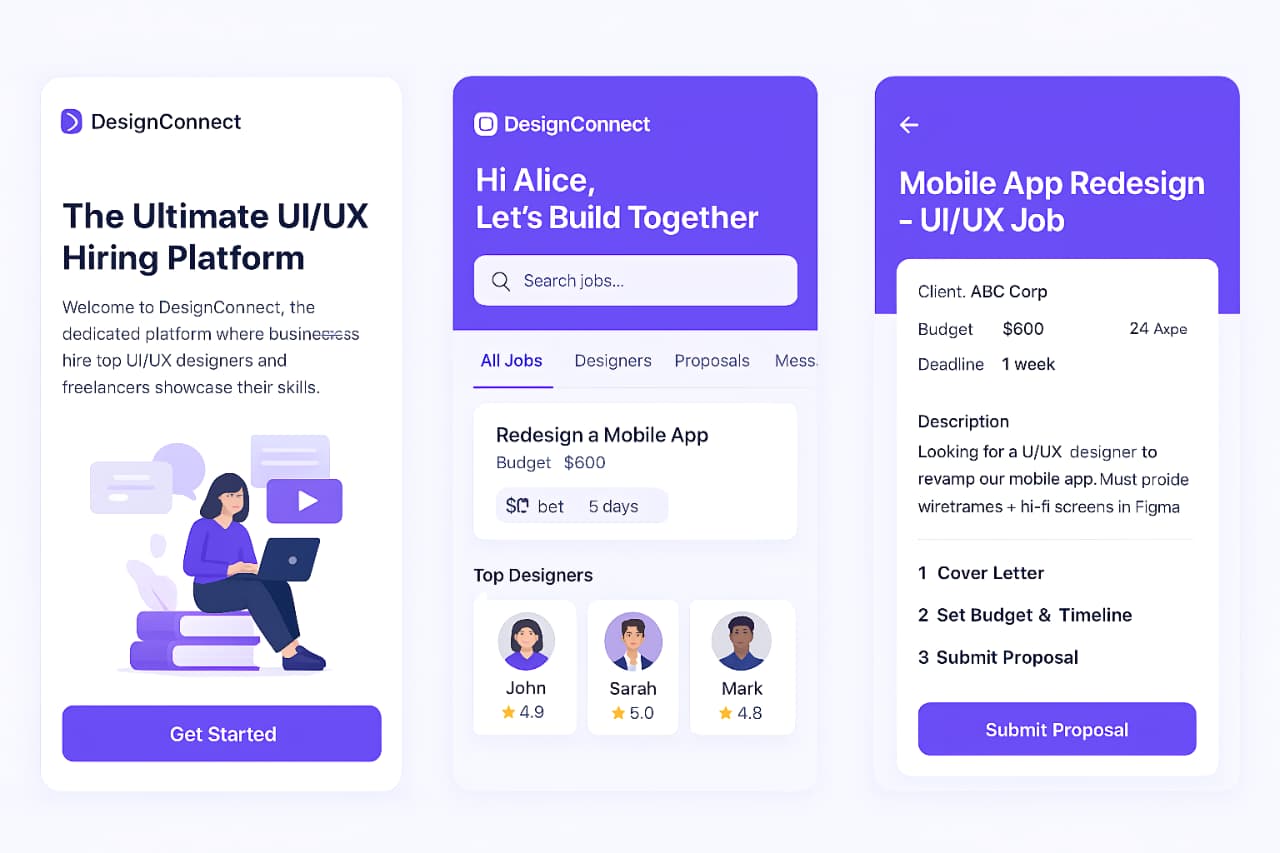 DesignConnect
The Ultimate UI/UX
Hiring Platform
Welcome to DesignConnect, the
dedicated platform where
hire top UI/UX designers and
freelancers showcase their skills.
Get Started
DesignConnect
Hi Alice,
Let's Build Together
Search jobs...
All Jobs Designers Proposals Mess.
Redesign a Mobile App
Budget $600
bet 5 days
Top Designers
John Sarah Mark
4.9 5.0 4.8
Mobile App Redesign
- UI/UX Job
Client. ABC Corp
Budget $600 24 Axpe
Deadline 1 week
Description
Looking for a U/UX designer to
revamp our mobile app. Must proide
wiretrames + hi-fi screens in Figma
1 Cover Letter
2 Set Budget & Timeline
3 Submit Proposal
Submit Proposal